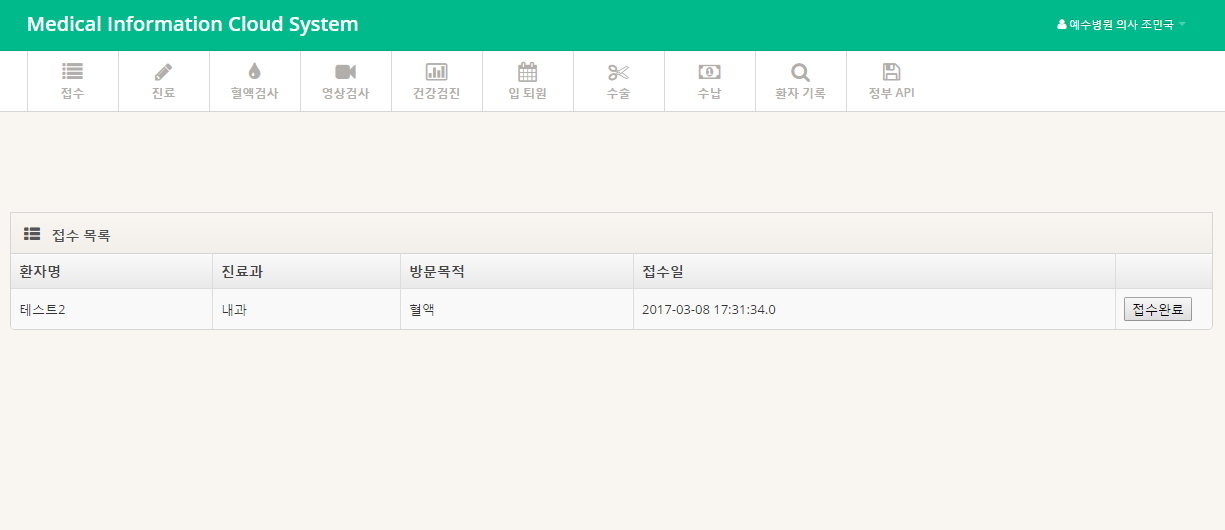 Medical Information Cloud System
예수병원 의사 조민국
접수 진료 혈액검사 영상검사 건강검진 입 퇴원 수술 수납 환자 기록 정부 API
접수 목록
환자명 진료과 방문목적 접수일
테스트2 내과 혈액 2017-03-08 17:31:34.0 접수완료